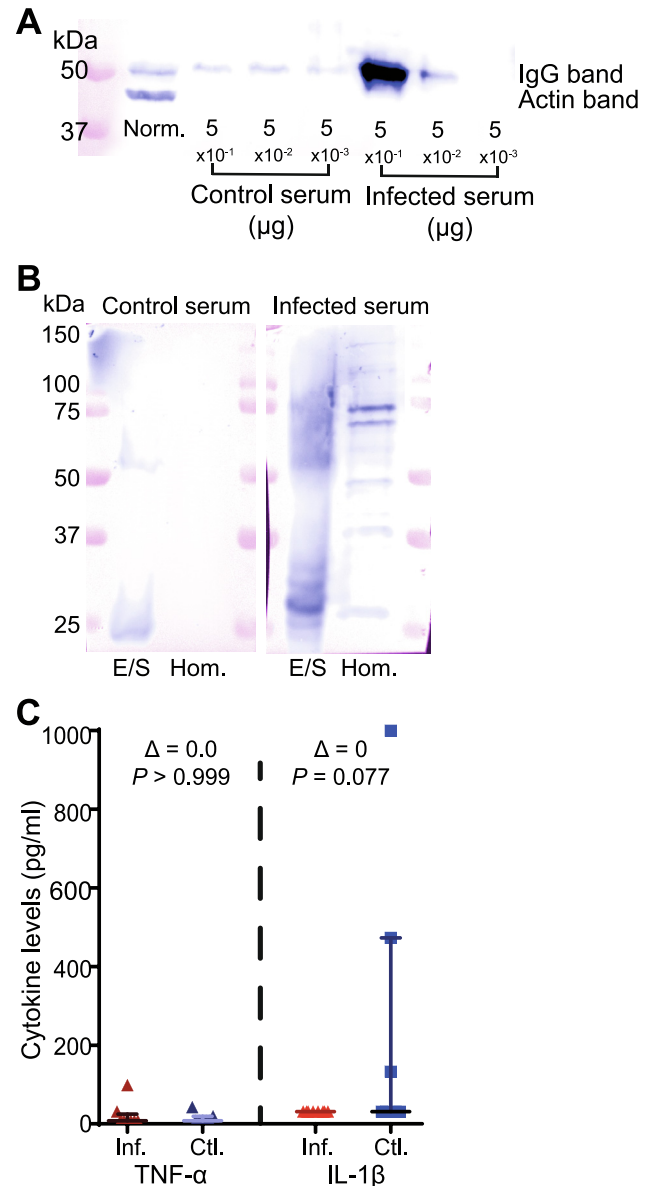 A
kDa
50
37
IgG band
Actin band
Norm.
5 5 5 5 5 5
x10⁻¹ x10⁻² x10⁻³ x10⁻¹ x10⁻² x10⁻³
Control serum Infected serum
(µg) (µg)
B
kDa Control serum Infected serum
150
100
75
50
37
25
E/S Hom. E/S Hom.
C
Cytokine levels (pg/ml)
1000
800
600
400
200
0
Δ = 0.0 Δ = 0
P > 0.999 P = 0.077
Inf. Ctl. Inf. Ctl.
TNF-α IL-1β